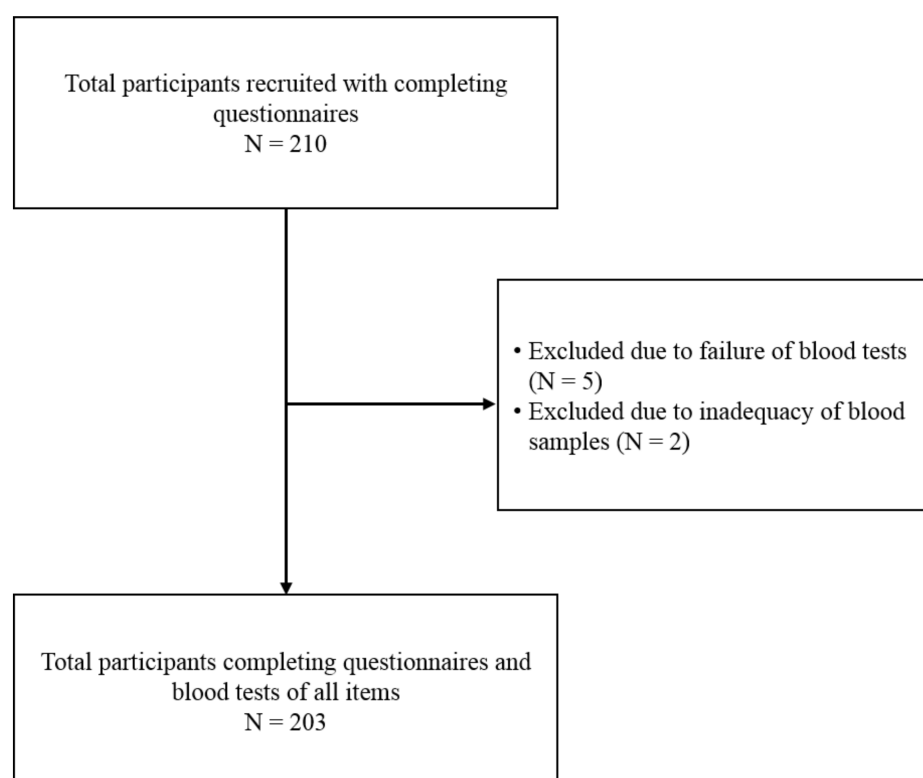 Total participants recruited with completing
questionnaires
N = 210
• Excluded due to failure of blood tests
(N = 5)
• Excluded due to inadequacy of blood
samples (N = 2)
Total participants completing questionnaires and
blood tests of all items
N = 203